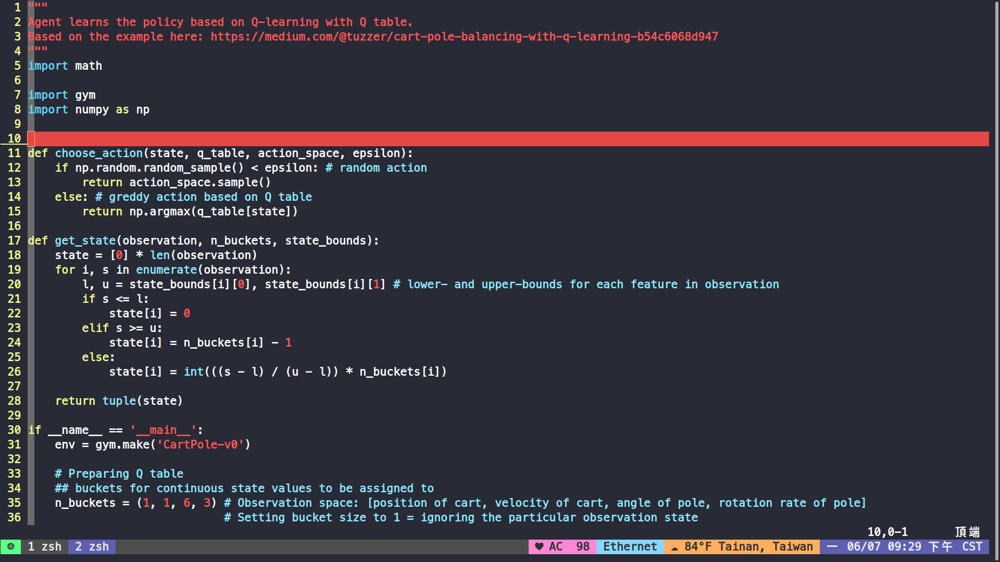 1 """
2 Agent learns the policy based on Q-learning with Q table.
3 Based on the example here: https://medium.com/@tuzzer/cart-pole-balancing-with-q-learning-b54c6068d947
4 """
5 import math
6
7 import gym
8 import numpy as np
9
10
11 def choose_action(state, q_table, action_space, epsilon):
12     if np.random.random_sample() < epsilon: # random action
13         return action_space.sample()
14     else: # greddy action based on Q table
15         return np.argmax(q_table[state])
16
17 def get_state(observation, n_buckets, state_bounds):
18     state = [0] * len(observation)
19     for i, s in enumerate(observation):
20         l, u = state_bounds[i][0], state_bounds[i][1] # lower- and upper-bounds for each feature in observation
21         if s <= l:
22             state[i] = 0
23         elif s >= u:
24             state[i] = n_buckets[i] - 1
25         else:
26             state[i] = int(((s - l) / (u - l)) * n_buckets[i])
27
28     return tuple(state)
29
30 if __name__ == '__main__':
31     env = gym.make('CartPole-v0')
32
33     # Preparing Q table
34     ## buckets for continuous state values to be assigned to
35     n_buckets = (1, 1, 6, 3) # Observation space: [position of cart, velocity of cart, angle of pole, rotation rate of pole]
36                              # Setting bucket size to 1 = ignoring the particular observation state
10,0-1 頂端
☺ 1 zsh 2 zsh ♥ AC 98 Ethernet ☁ 84°F Tainan, Taiwan 一 06/07 09:29 下午 CST